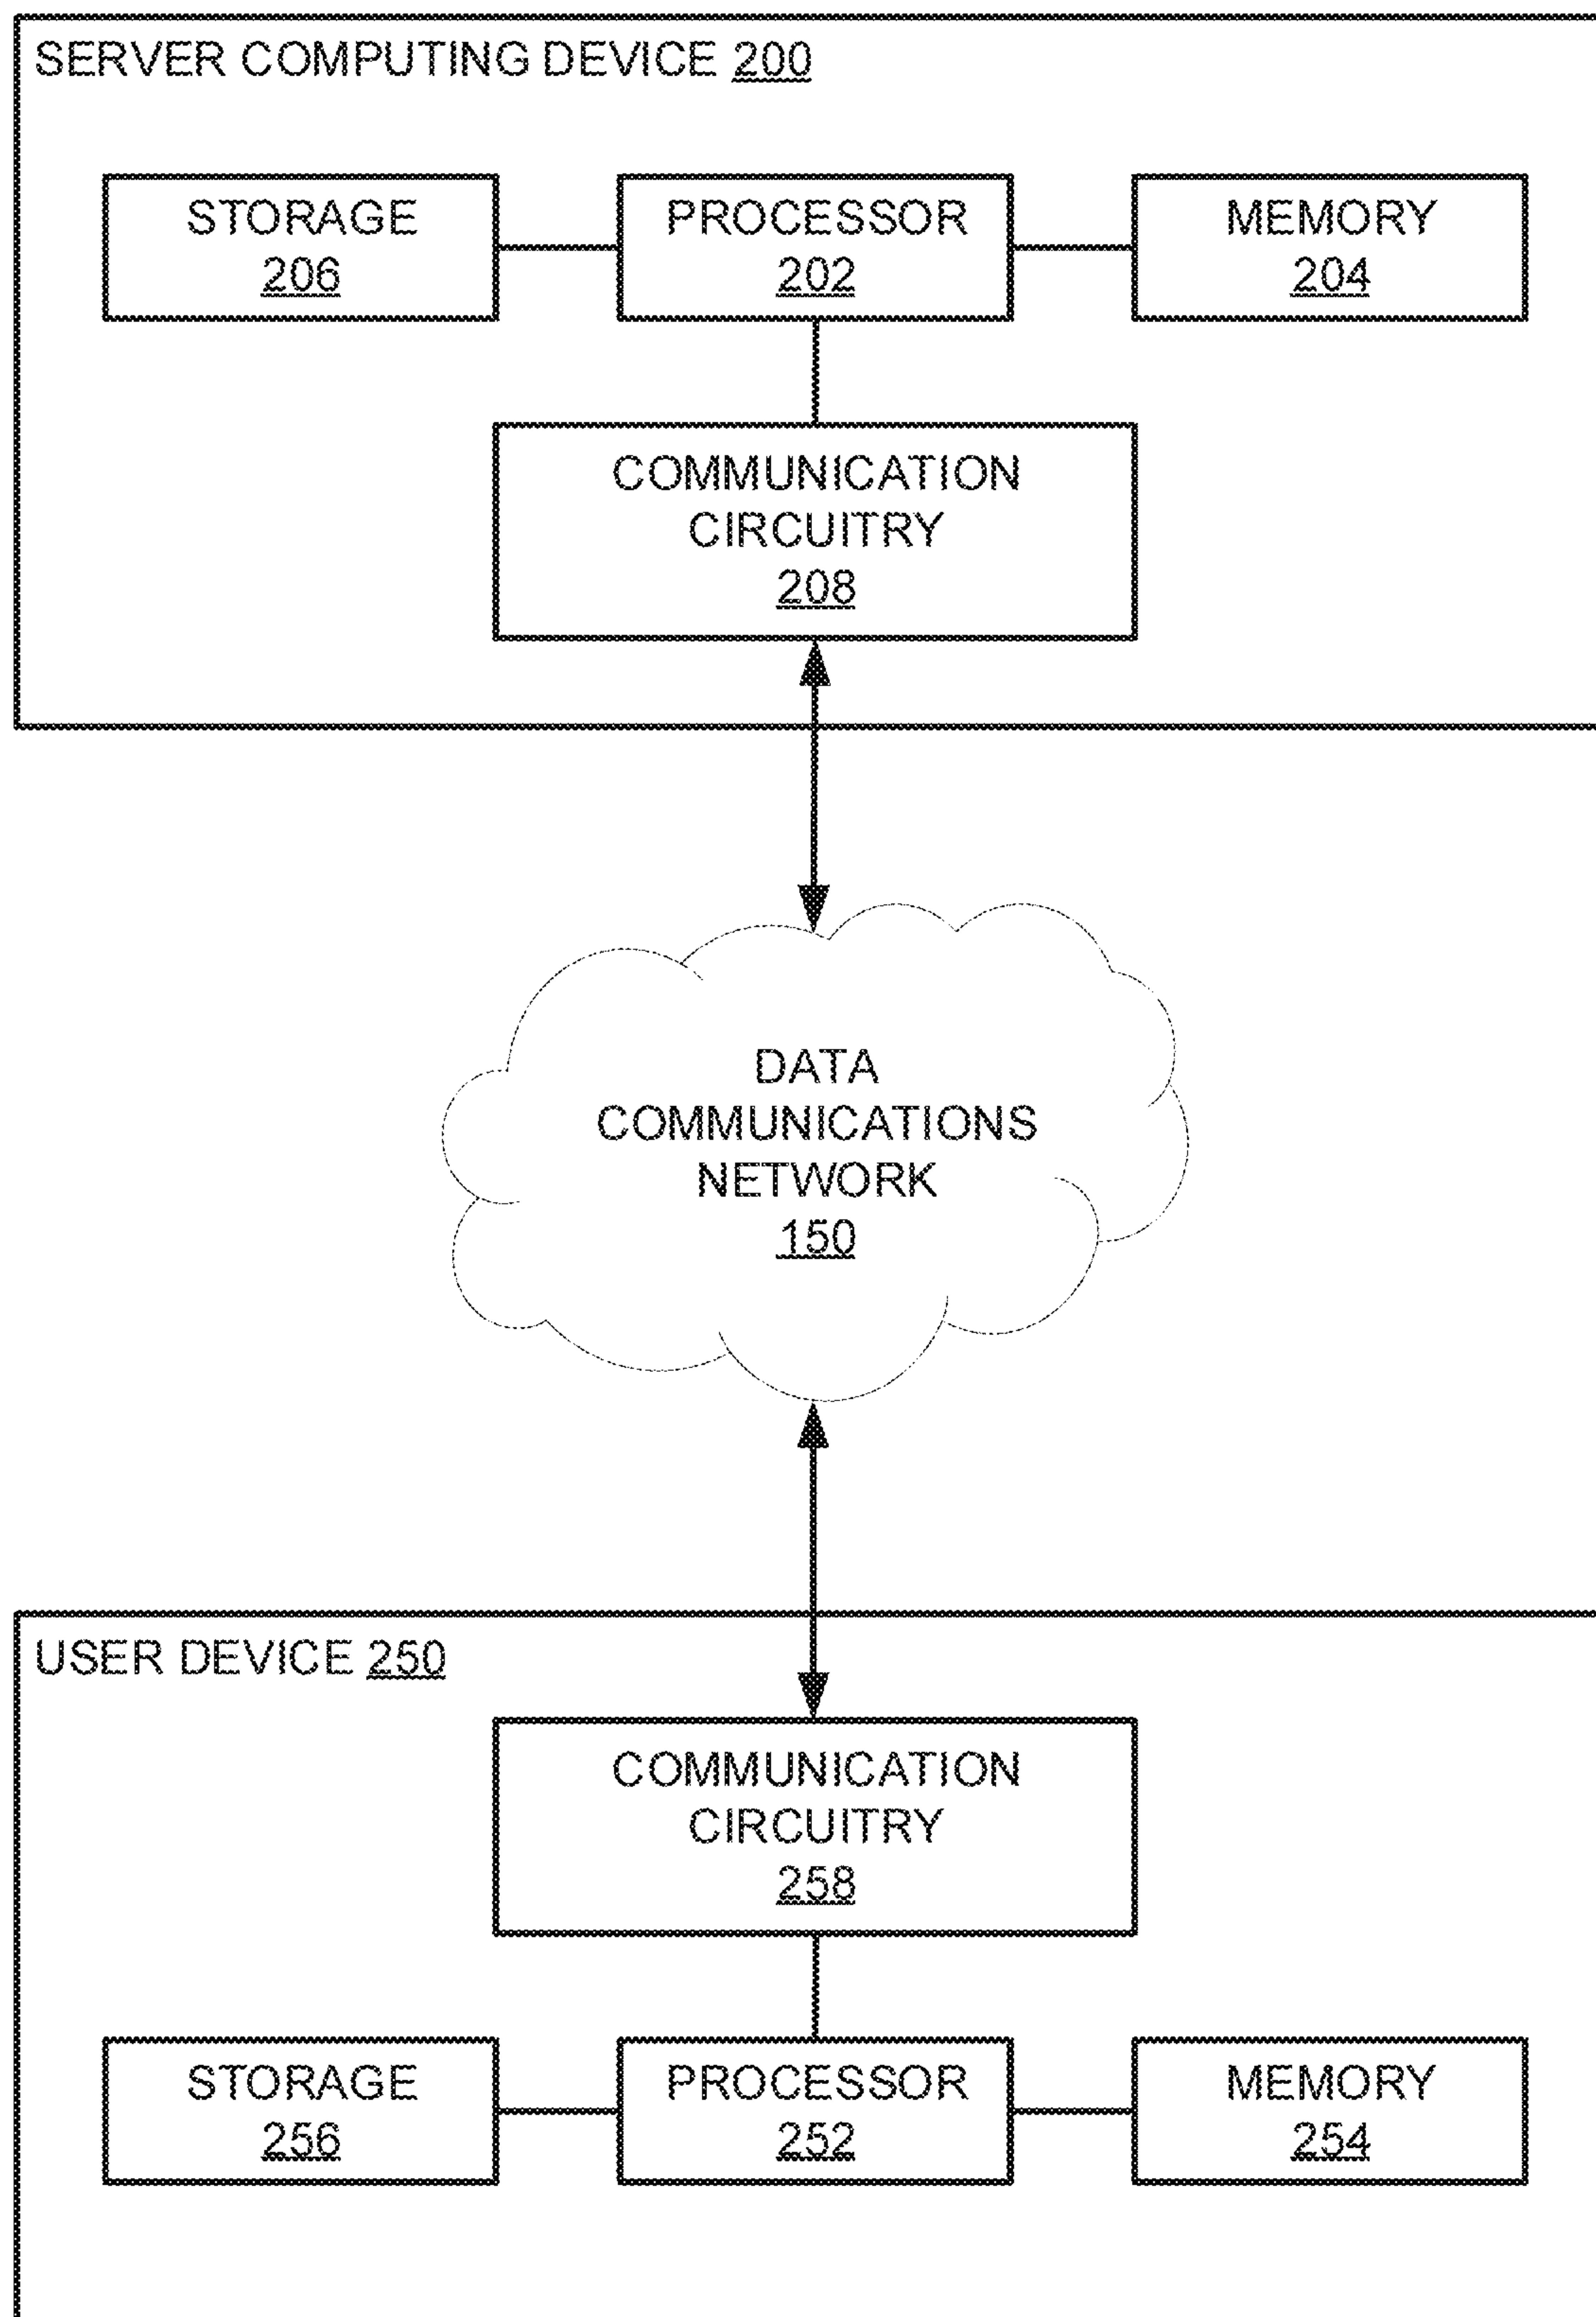 SERVER COMPUTING DEVICE 200
STORAGE
206
PROCESSOR
202
MEMORY
204
COMMUNICATION
CIRCUITRY
208
DATA
COMMUNICATIONS
NETWORK
150
USER DEVICE 250
COMMUNICATION
CIRCUITRY
258
STORAGE
256
PROCESSOR
252
MEMORY
254